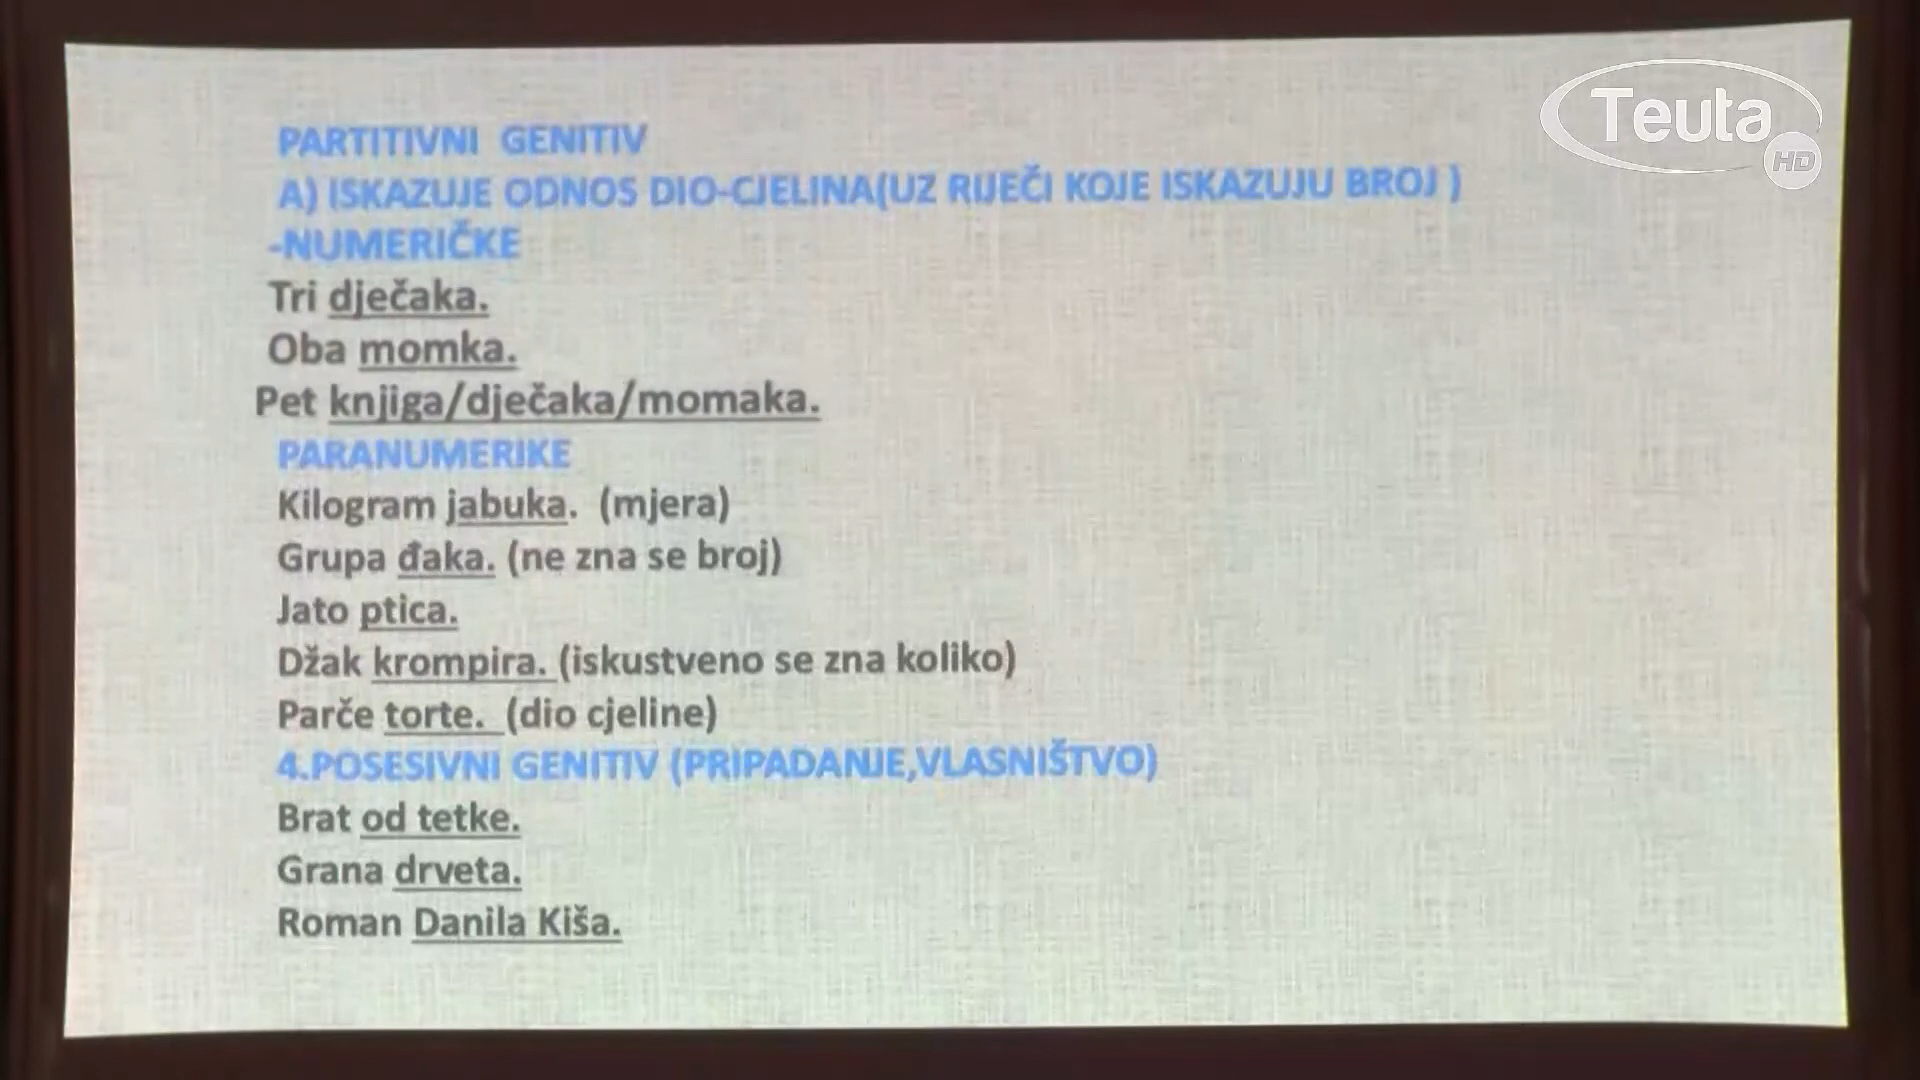 Teuta
HD
PARTITIVNI GENITIV
A) ISKAZUJE ODNOS DIO-CJELINA(UZ RIJEČI KOJE ISKAZUJU BROJ )
-NUMERIČKE
Tri dječaka.
Oba momka.
Pet knjiga/dječaka/momaka.
PARANUMERIKE
Kilogram jabuka. (mjera)
Grupa đaka. (ne zna se broj)
Jato ptica.
Džak krompira. (iskustveno se zna koliko)
Parče torte. (dio cjeline)
4.POSESIVNI GENITIV (PRIPADANJE,VLASNIŠTVO)
Brat od tetke.
Grana drveta.
Roman Danila Kiša.